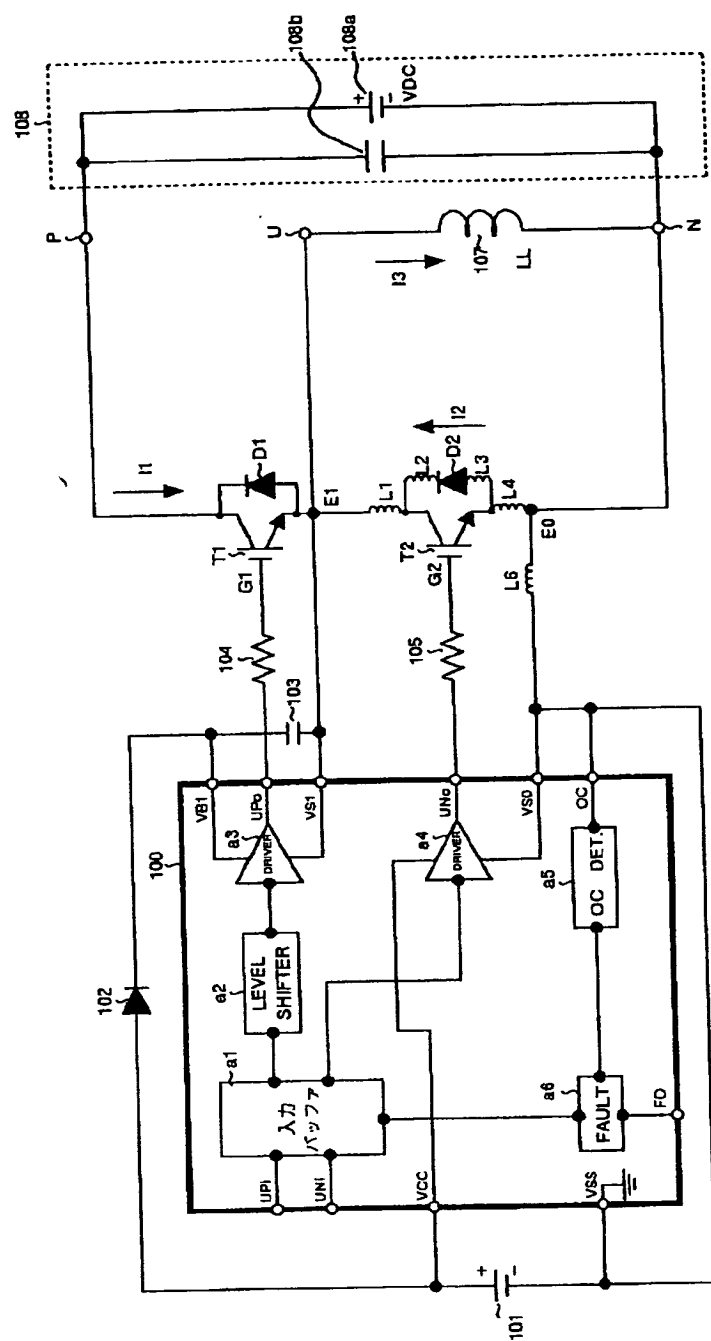 102
100
a1
入力
バッファ
UPi
UNi
a2
LEVEL
SHIFTER
a3
DRIVER
VB1
UPo
VS1
103
104
G1
T1
D1
I1
E1
P
U
108
108b
108a
+
-
VDC
VCC
101
+
-
VSS
a6
FAULT
FO
a5
OC DET.
a4
DRIVER
UNo
VSD
OC
105
G2
T2
L1
L2
D2
L3
L4
L6
E0
I2
I3
107
LL
N